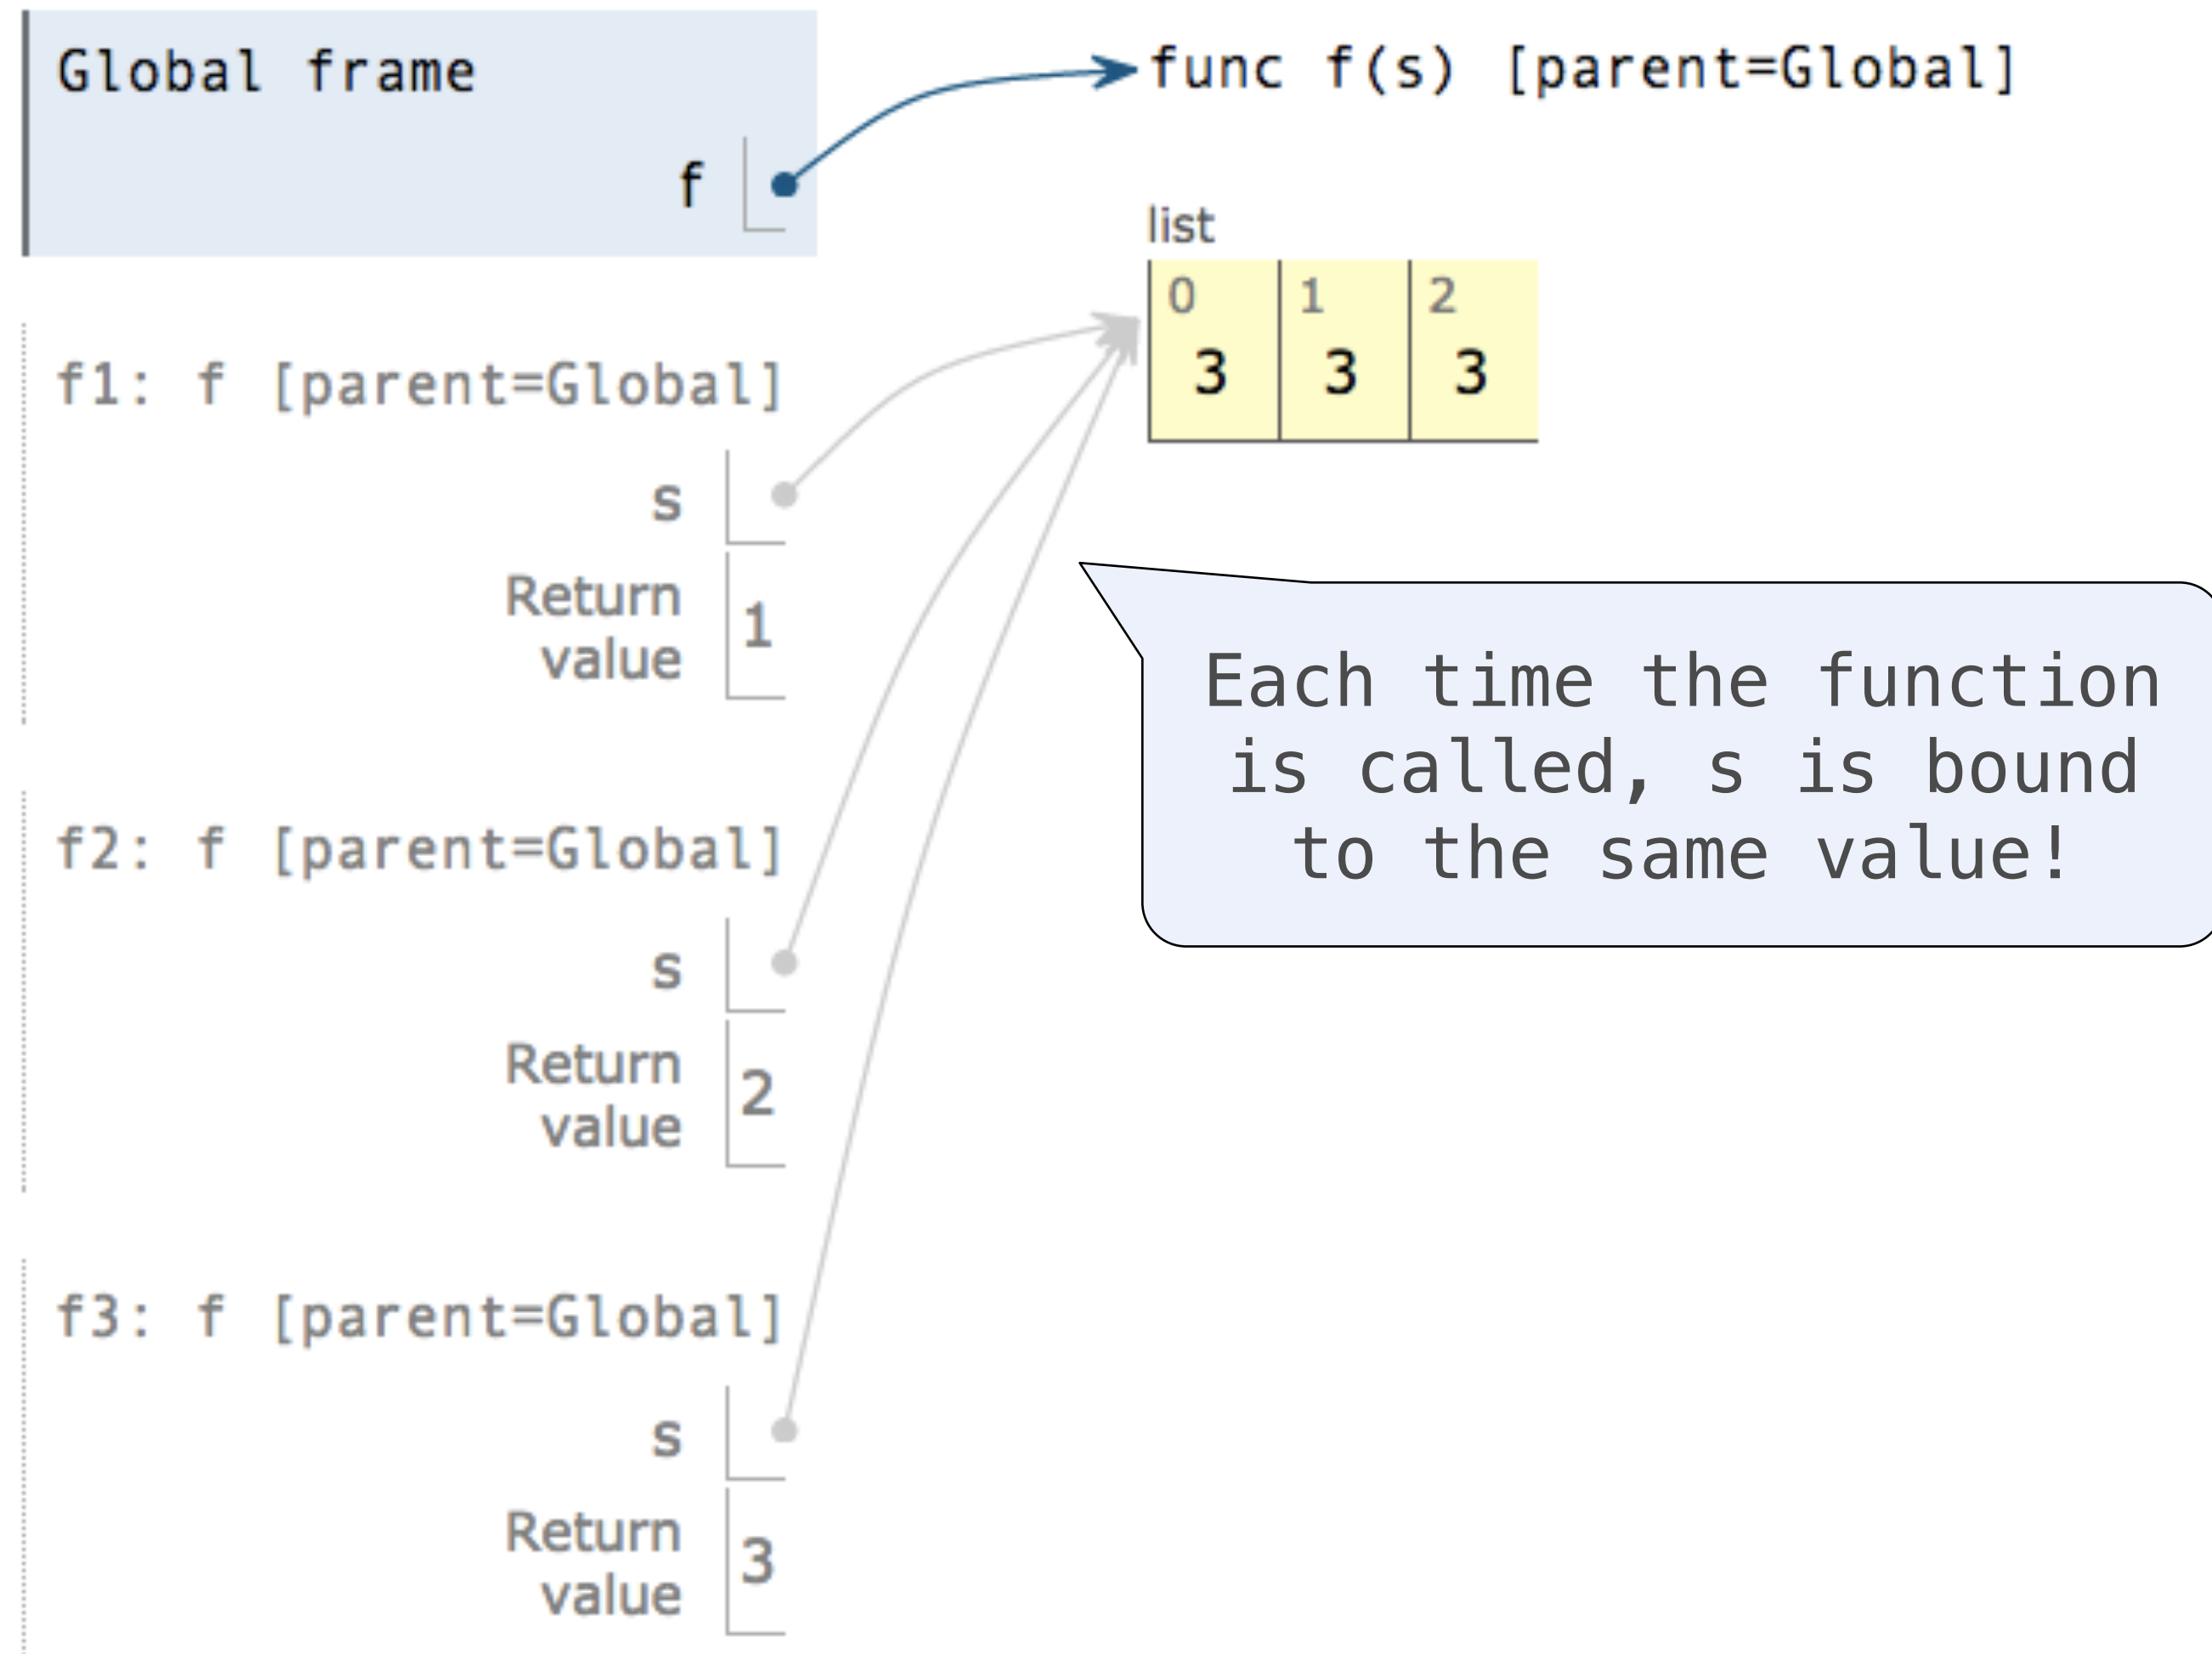 Global frame
f
func f(s) [parent=Global]
list
0 1 2
3 3 3
f1: f [parent=Global]
s
Return
value
1
f2: f [parent=Global]
s
Return
value
2
f3: f [parent=Global]
s
Return
value
3
Each time the function
is called, s is bound
to the same value!